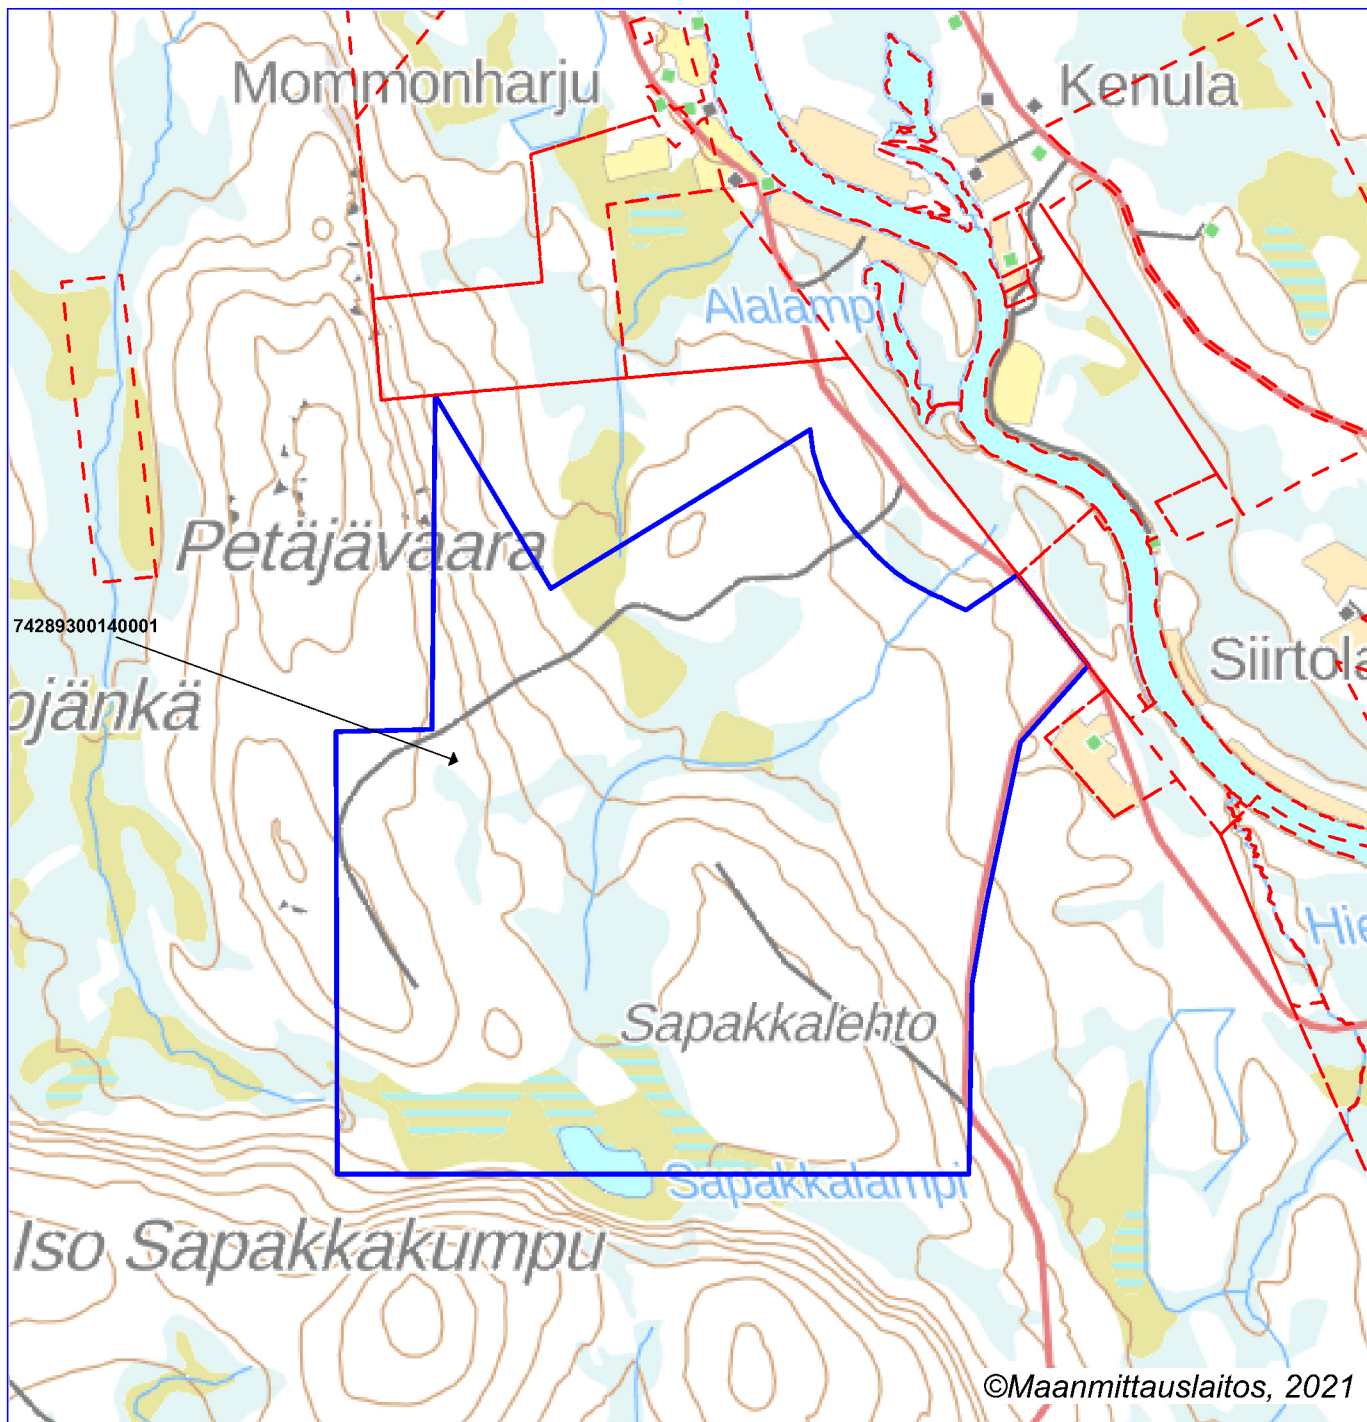 Mommonharju
Kenula
Alalampi
Petäjävaara
74289300140001
Siirtola
ojänkä
Hie
Sapakkalehto
Sapakkalampi
Iso Sapakkakumpu
©Maanmittauslaitos, 2021